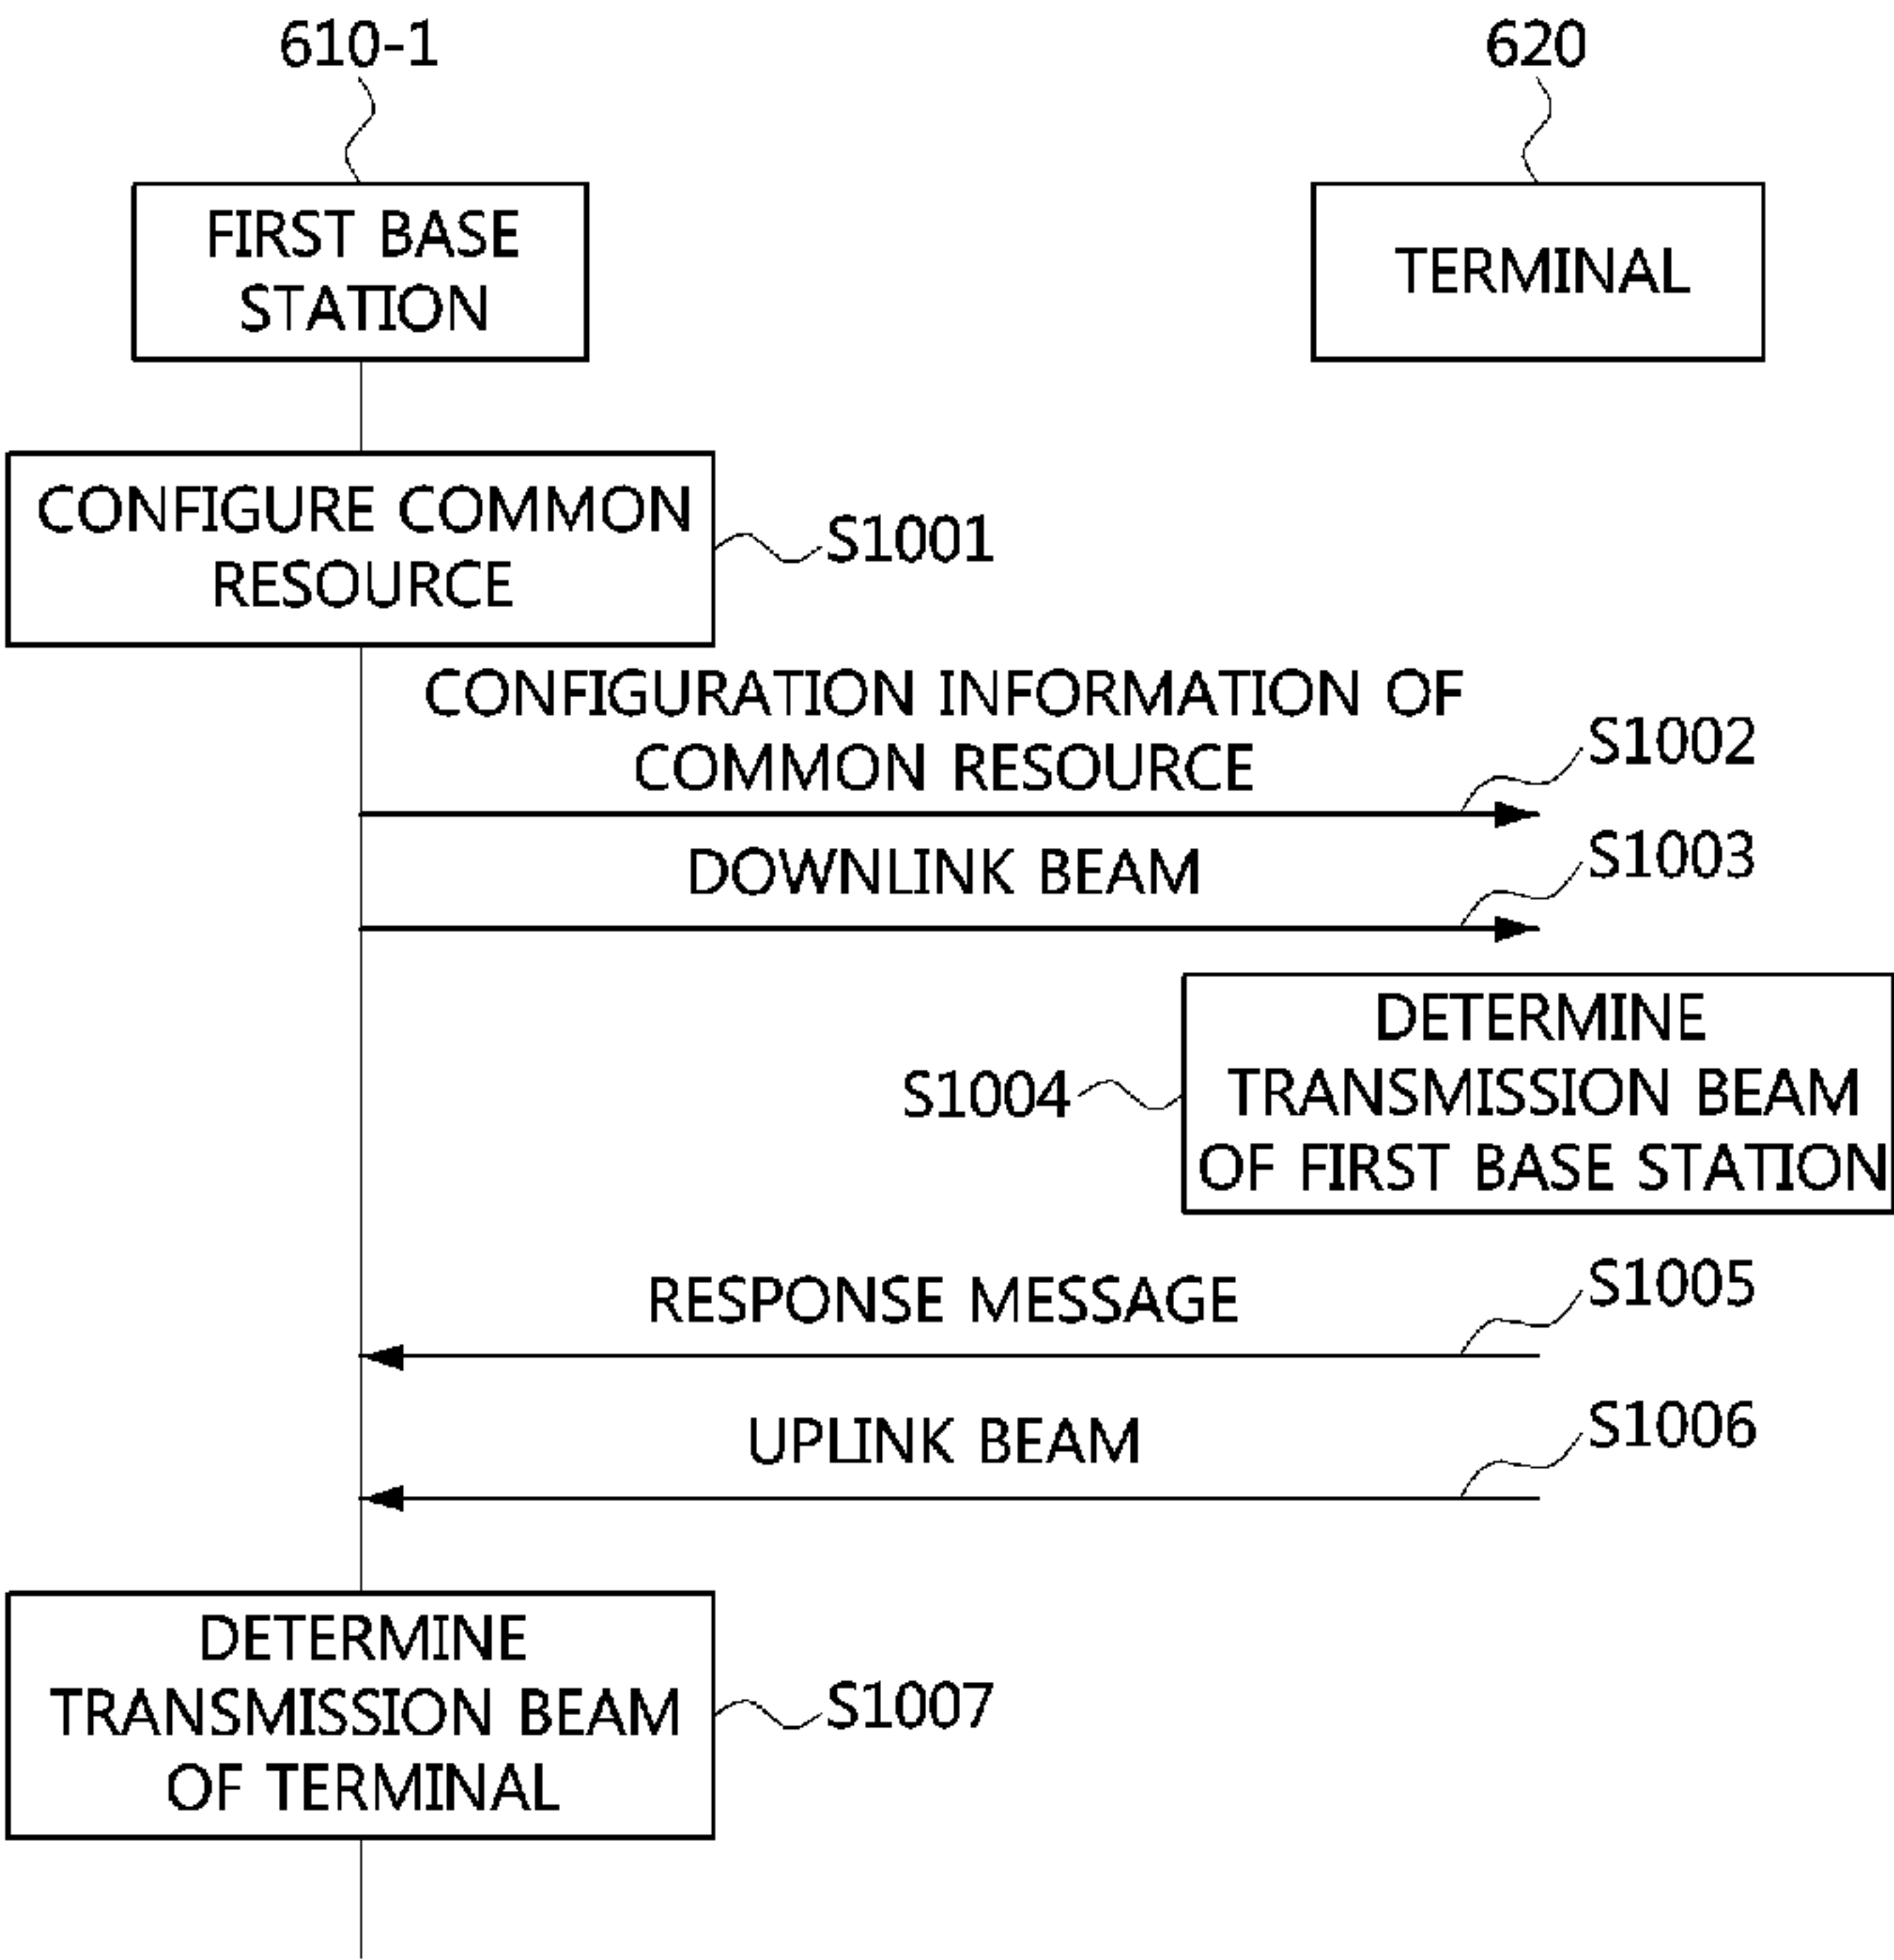 610-1
620
FIRST BASE
STATION
TERMINAL
CONFIGURE COMMON
RESOURCE
S1001
CONFIGURATION INFORMATION OF
COMMON RESOURCE
S1002
DOWNLINK BEAM
S1003
DETERMINE
TRANSMISSION BEAM
OF FIRST BASE STATION
S1004
RESPONSE MESSAGE
S1005
UPLINK BEAM
S1006
DETERMINE
TRANSMISSION BEAM
OF TERMINAL
S1007